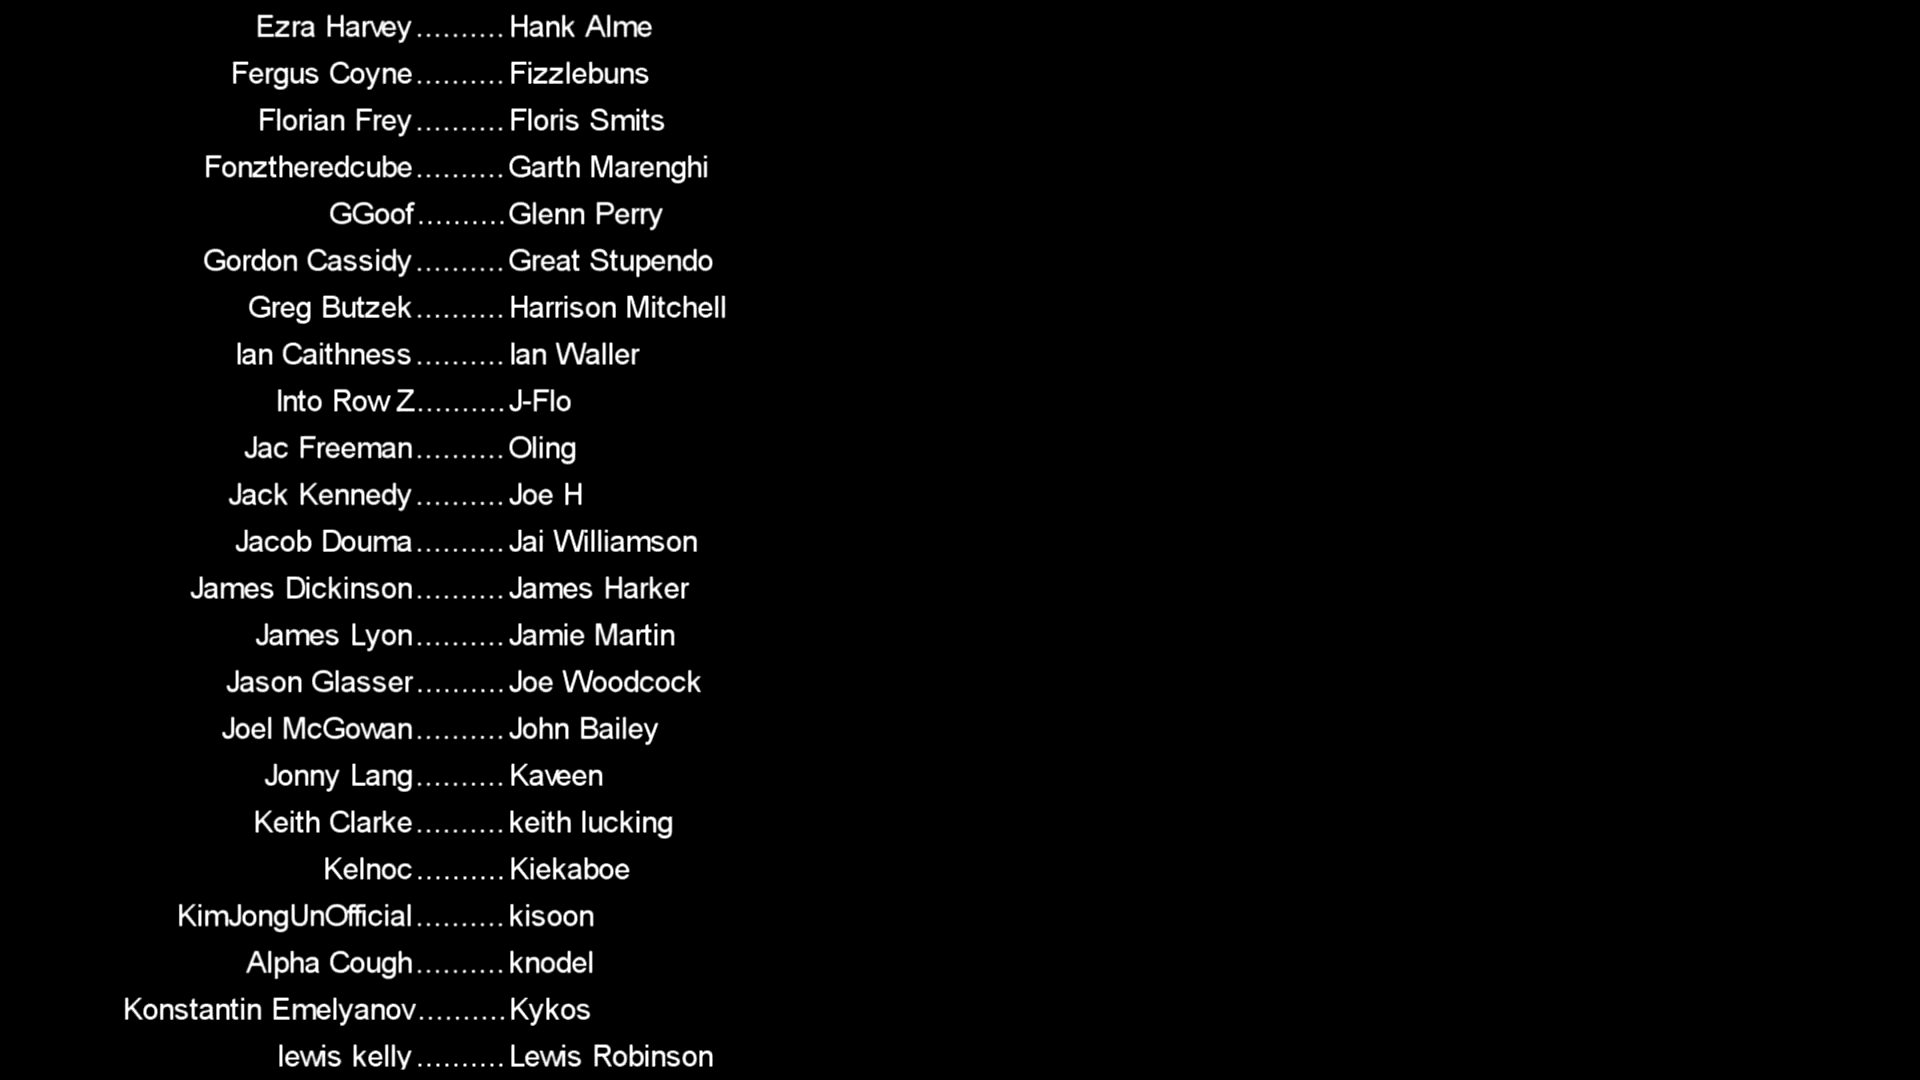 Ezra Harvey..........Hank Alme
Fergus Coyne..........Fizzlebuns
Florian Frey..........Floris Smits
Fonztheredcube..........Garth Marenghi
GGoof..........Glenn Perry
Gordon Cassidy..........Great Stupendo
Greg Butzek..........Harrison Mitchell
Ian Caithness..........Ian Waller
Into Row Z..........J-Flo
Jac Freeman..........Oling
Jack Kennedy..........Joe H
Jacob Douma..........Jai Williamson
James Dickinson..........James Harker
James Lyon..........Jamie Martin
Jason Glasser..........Joe Woodcock
Joel McGowan..........John Bailey
Jonny Lang..........Kaveen
Keith Clarke..........keith lucking
Kelnoc..........Kiekaboe
KimJongUnOfficial..........kisoon
Alpha Cough..........knodel
Konstantin Emelyanov..........Kykos
lewis kelly..........Lewis Robinson